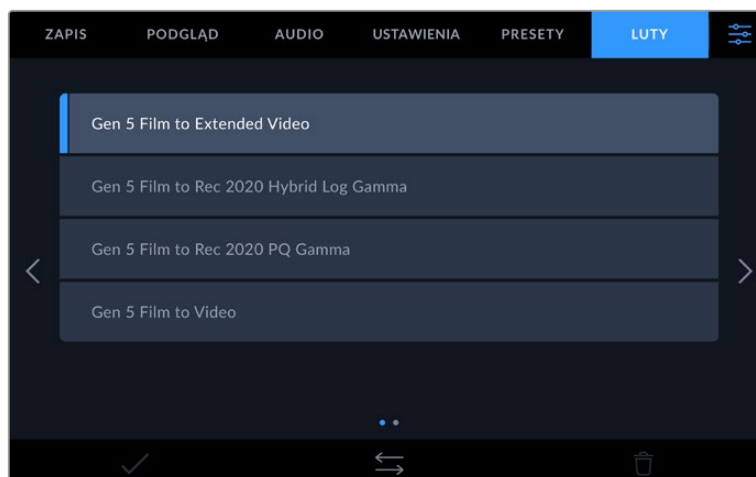 ZAPIS PODGLĄD AUDIO USTAWIENIA PRESETY LUTY
Gen 5 Film to Extended Video
Gen 5 Film to Rec 2020 Hybrid Log Gamma
Gen 5 Film to Rec 2020 PQ Gamma
Gen 5 Film to Video